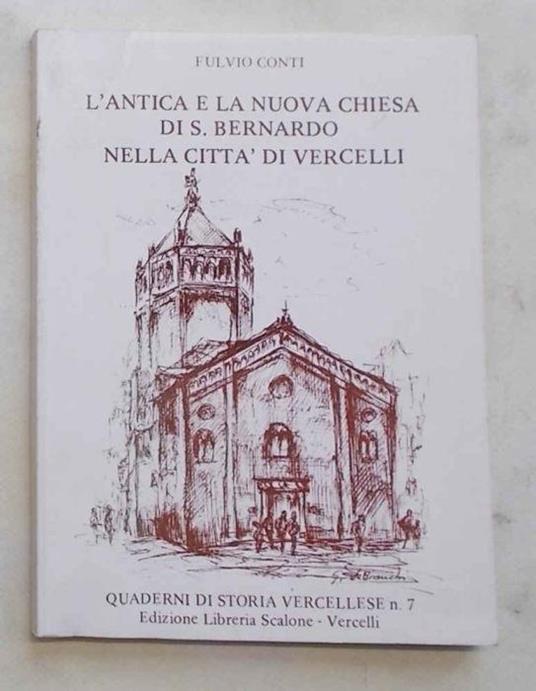 FULVIO CONTI
L'ANTICA E LA NUOVA CHIESA
DI S. BERNARDO
NELLA CITTA' DI VERCELLI
QUADERNI DI STORIA VERCELLESE n. 7
Edizione Libreria Scalone - Vercelli